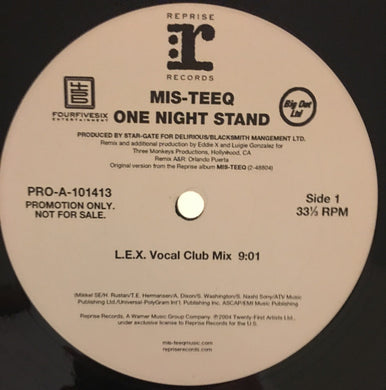 REPRISE
r
RECORDS
FOURFIVESIX
ENTERTAINMENT
Big Dat
Ltd
MIS-TEEQ
ONE NIGHT STAND
PRODUCED BY STAR-GATE FOR DELIRIOUS/BLACKSMITH MANGEMENT LTD.
Remix and additional production by Eddie X and Luigie Gonzalez for
Three Monkeys Productions, Hollywood, CA
Remix A&R: Orlando Puerta
Original version from the Reprise album MIS-TEEQ (2-48804)
PRO-A-101413
PROMOTION ONLY.
NOT FOR SALE.
Side 1
33⅓ RPM
L.E.X. Vocal Club Mix 9:01
(Mikkel SE/H. Rustan/T.E. Hermansen/A. Dixon/S. Washington/S. Nashi Sony/ATV Music
Publishing Ltd./Universal-PolyGram Int'l. Publishing Inc. ASCAP/EMI Music Publishing)
Reprise Records. A Warner Music Group Company. ℗2004 Twenty-First Artists Ltd.
under exclusive license to Reprise Records for the U.S.
mis-teeqmusic.com
repriserecords.com